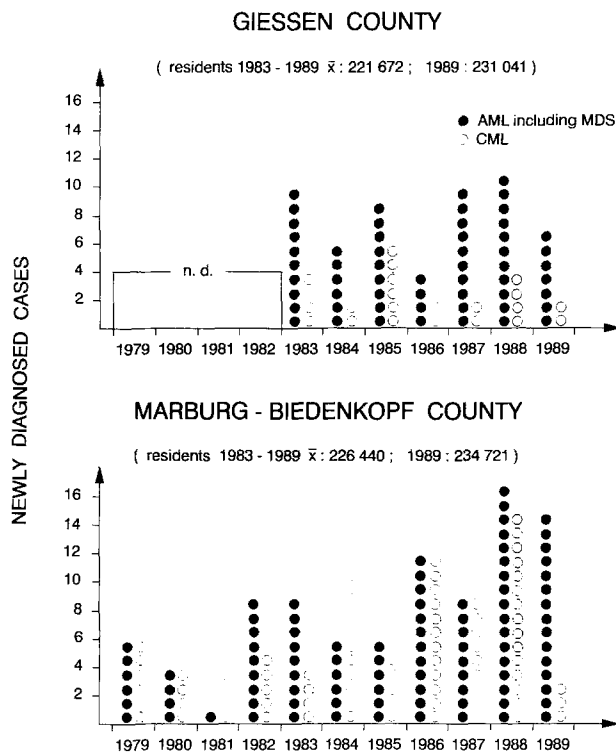 GIESSEN COUNTY
( residents 1983 - 1989 x̄ : 221 672 ; 1989 : 231 041 )
16
14
12
10
8
6
4
2
● AML including MDS
○ CML
n. d.
1979 1980 1981 1982 1983 1984 1985 1986 1987 1988 1989
NEWLY DIAGNOSED CASES
MARBURG - BIEDENKOPF COUNTY
( residents 1983 - 1989 x̄ : 226 440 ; 1989 : 234 721 )
16
14
12
10
8
6
4
2
1979 1980 1981 1982 1983 1984 1985 1986 1987 1988 1989